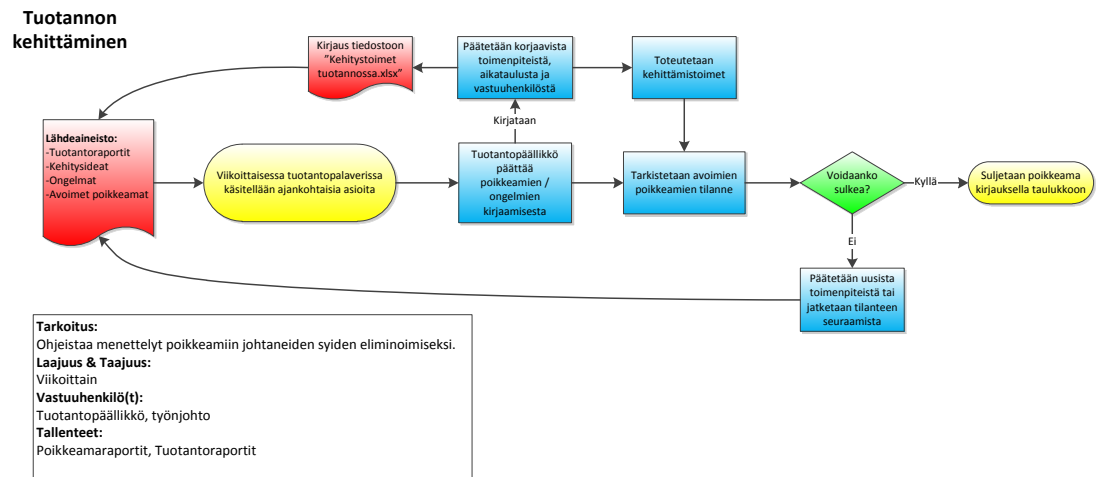 Tuotannon
kehittäminen
Kirjaus tiedostoon
”Kehitystoimet
tuotannossa.xlsx”
Päätetään korjaavista
toimenpiteistä,
aikataulusta ja
vastuuhenkilöstä
Toteutetaan
kehittämistoimet
Kirjataan
Lähdeaineisto:
-Tuotantoraportit
-Kehitysideat
-Ongelmat
-Avoimet poikkeamat
Viikoittaisessa tuotantopalaverissa
käsitellään ajankohtaisia asioita
Tuotantopäällikkö
päättää
poikkeamien /
ongelmien
kirjaamisesta
Tarkistetaan avoimien
poikkeamien tilanne
Voidaanko
sulkea?
Kyllä
Suljetaan poikkeama
kirjauksella taulukkoon
Ei
Päätetään uusista
toimenpiteistä tai
jatketaan tilanteen
seuraamista
Tarkoitus:
Ohjeistaa menettelyt poikkeamiin johtaneiden syiden eliminoimiseksi.
Laajuus & Taajuus:
Viikoittain
Vastuuhenkilö(t):
Tuotantopäällikkö, työnjohto
Tallenteet:
Poikkeamaraportit, Tuotantoraportit